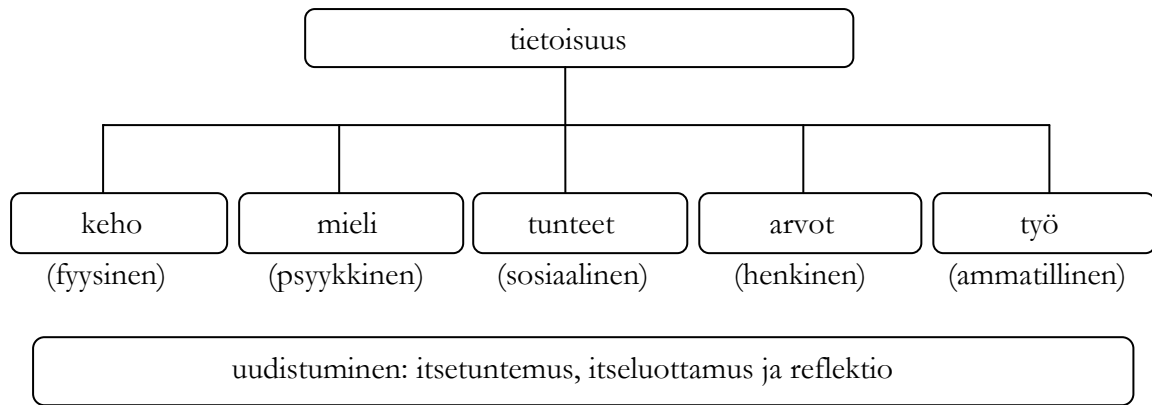 tietoisuus
keho mieli tunteet arvot työ
(fyysinen) (psyykkinen) (sosiaalinen) (henkinen) (ammatillinen)
uudistuminen: itsetuntemus, itseluottamus ja reflektio